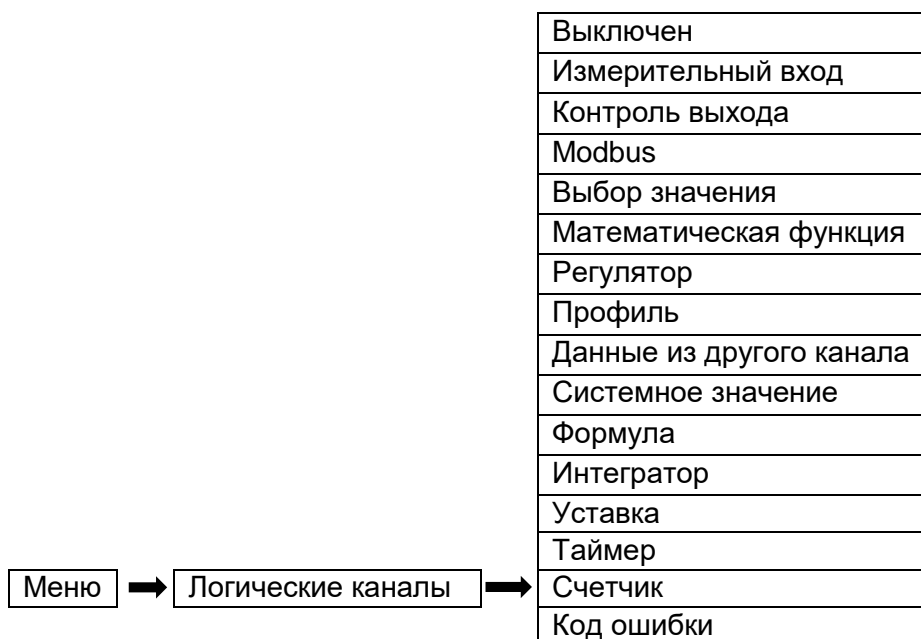 Выключен
Измерительный вход
Контроль выхода
Modbus
Выбор значения
Математическая функция
Регулятор
Профиль
Данные из другого канала
Системное значение
Формула
Интегратор
Уставка
Таймер
Меню Логические каналы Счетчик
Код ошибки